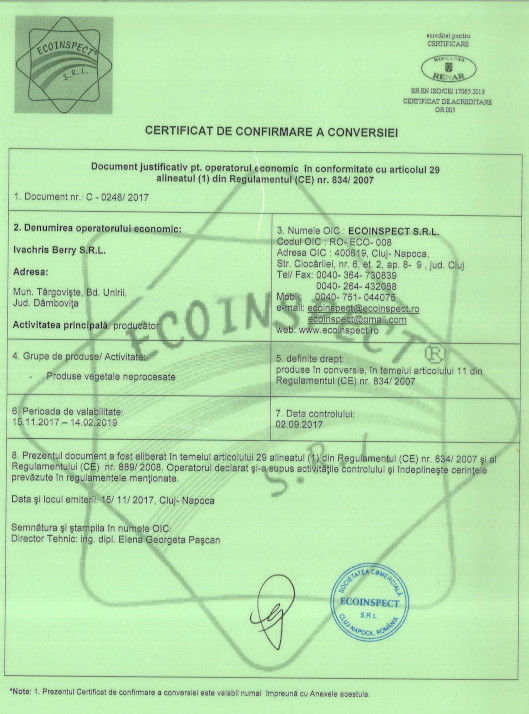 ECOINSPECT
S.R.L.
acreditat pentru
CERTIFICARE
ROMANIA
RENAR
SR EN ISO/CEI 17065:2013
CERTIFICAT DE ACREDITARE
OR 005
CERTIFICAT DE CONFIRMARE A CONVERSIEI
Document justificativ pt. operatorul economic în conformitate cu articolul 29
alineatul (1) din Regulamentul (CE) nr. 834/ 2007
1. Document nr.: C - 0248/ 2017
2. Denumirea operatorului economic:
Ivachris Berry S.R.L.
Adresa:
Mun. Târgoviște, Bd. Unirii,
Jud. Dâmbovița
Activitatea principală: producător
3. Numele OIC : ECOINSPECT S.R.L.
Codul OIC : RO- ECO- 008
Adresa OIC : 400619, Cluj- Napoca,
Str. Ciocârliei, nr. 6, et. 2, ap. 8- 9 , jud. Cluj
Tel/ Fax: 0040- 364- 730839
0040- 264- 432088
Mobil: 0040- 751- 044075
e-mail: ecoinspect@ecoinspect.ro
ecoinspect@gmail.com
web: www.ecoinspect.ro
4. Grupe de produse/ Activitate:
- Produse vegetale neprocesate
5. definite drept:
produse în conversie, în temeiul articolului 11 din
Regulamentul (CE) nr. 834/ 2007
6. Perioada de valabilitate:
15.11.2017 – 14.02.2019
7. Data controlului:
02.09.2017
8. Prezentul document a fost eliberat în temeiul articolului 29 alineatul (1) din Regulamentul (CE) nr. 834/ 2007 și al
Regulamentului (CE) nr. 889/ 2008. Operatorul declarat și-a supus activitățile controlului și îndeplinește cerințele
prevăzute în regulamentele menționate.
Data și locul emiterii: 15/ 11/ 2017, Cluj- Napoca
Semnătura și ștampila în numele OIC:
Director Tehnic: ing. dipl. Elena Georgeta Pașcan
ECOINSPECT ®
S.R.L
SOCIETATEA COMERCIALĂ
ECOINSPECT
S.R.L
CLUJ-NAPOCA, ROMÂNIA
*Note: 1. Prezentul Certificat de confirmare a conversiei este valabil numai împreună cu Anexele acestuia.